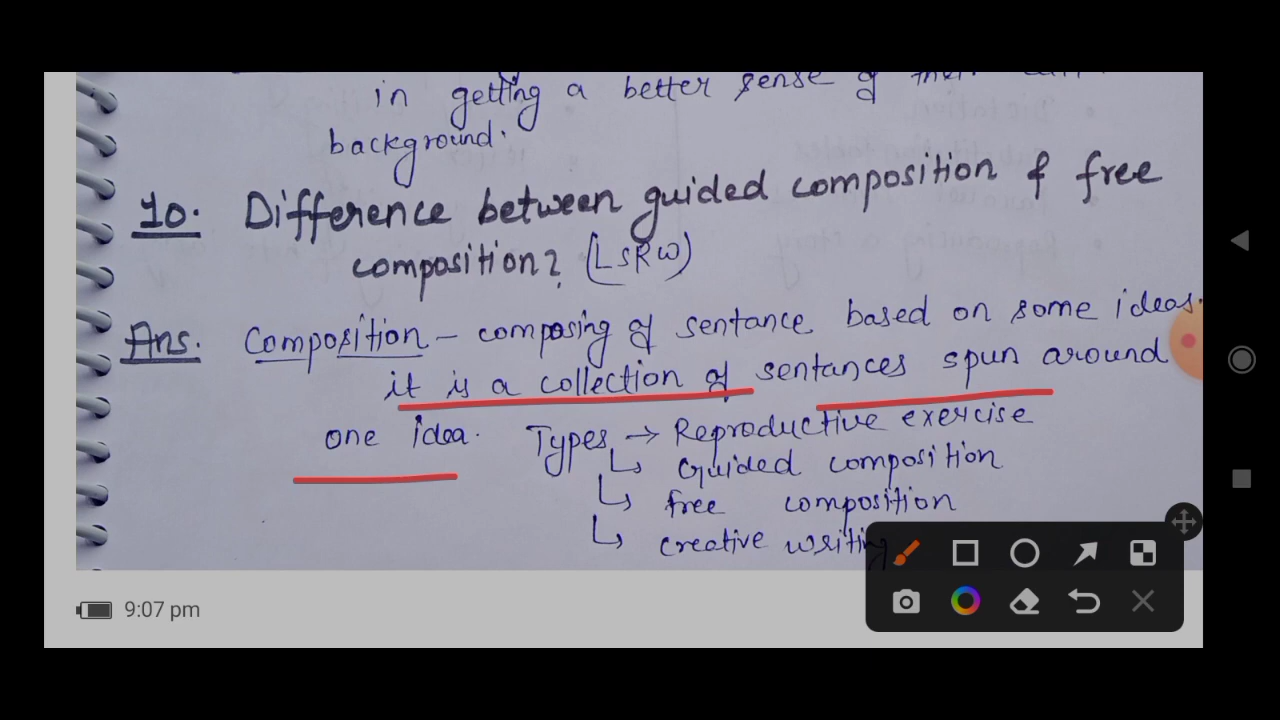 in getting a better sense of their
background.
10. Difference between guided composition & free
composition? (LSRW)
Ans. Composition - composing of sentance based on some ideas.
it is a collection of sentances spun around
one idea. Types → Reproductive exercise
↳ Guided composition
↳ free composition
↳ creative writing
9:07 pm